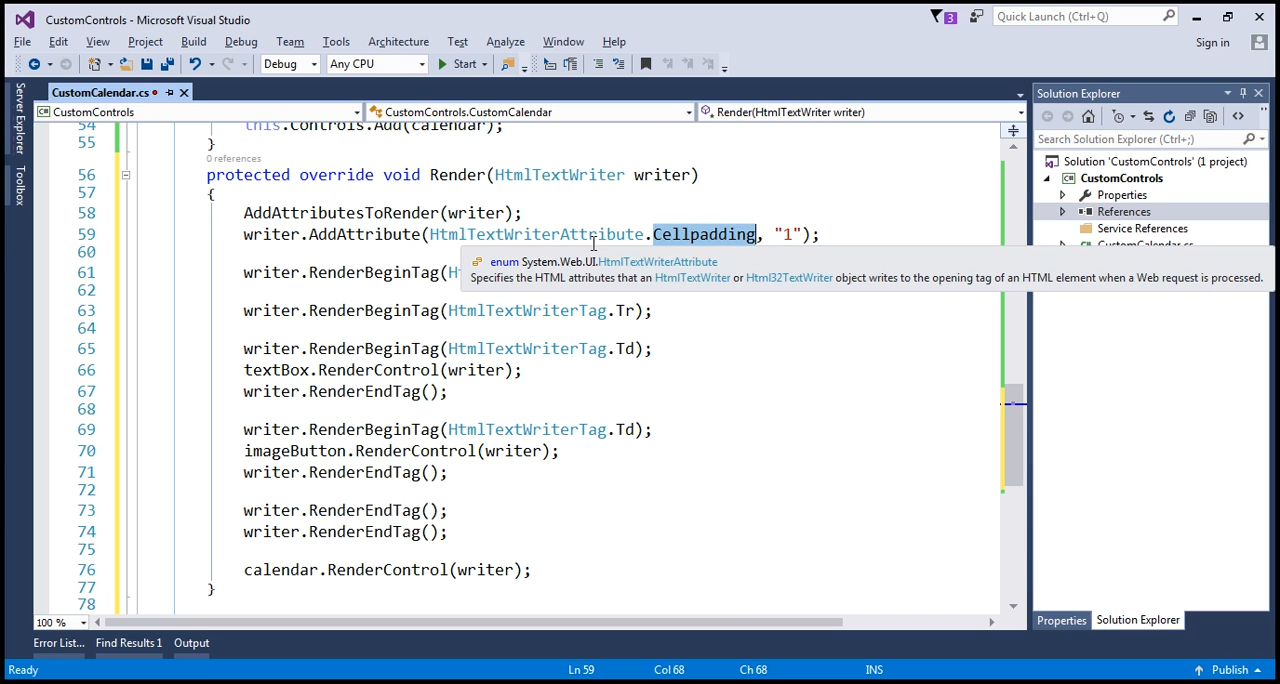 CustomControls - Microsoft Visual Studio
3
Quick Launch (Ctrl+Q)
File Edit View Project Build Debug Team Tools Architecture Test Analyze Window Help
Sign in
Debug Any CPU Start
Server Explorer
Toolbox
CustomCalendar.cs
CustomControls CustomControls.CustomCalendar Render(HtmlTextWriter writer)
54 this.Controls.Add(calendar);
55 }
0 references
56 protected override void Render(HtmlTextWriter writer)
57 {
58 AddAttributesToRender(writer);
59 writer.AddAttribute(HtmlTextWriterAttribute.Cellpadding, "1");
60
enum System.Web.UI.HtmlTextWriterAttribute
Specifies the HTML attributes that an HtmlTextWriter or Html32TextWriter object writes to the opening tag of an HTML element when a Web request is processed.
61 writer.RenderBeginTag(H
62
63 writer.RenderBeginTag(HtmlTextWriterTag.Tr);
64
65 writer.RenderBeginTag(HtmlTextWriterTag.Td);
66 textBox.RenderControl(writer);
67 writer.RenderEndTag();
68
69 writer.RenderBeginTag(HtmlTextWriterTag.Td);
70 imageButton.RenderControl(writer);
71 writer.RenderEndTag();
72
73 writer.RenderEndTag();
74 writer.RenderEndTag();
75
76 calendar.RenderControl(writer);
77 }
78
100 %
Solution Explorer
Search Solution Explorer (Ctrl+;)
Solution 'CustomControls' (1 project)
CustomControls
Properties
References
Service References
CustomCalendar.cs
Properties Solution Explorer
Error List... Find Results 1 Output
Ready Ln 59 Col 68 Ch 68 INS Publish